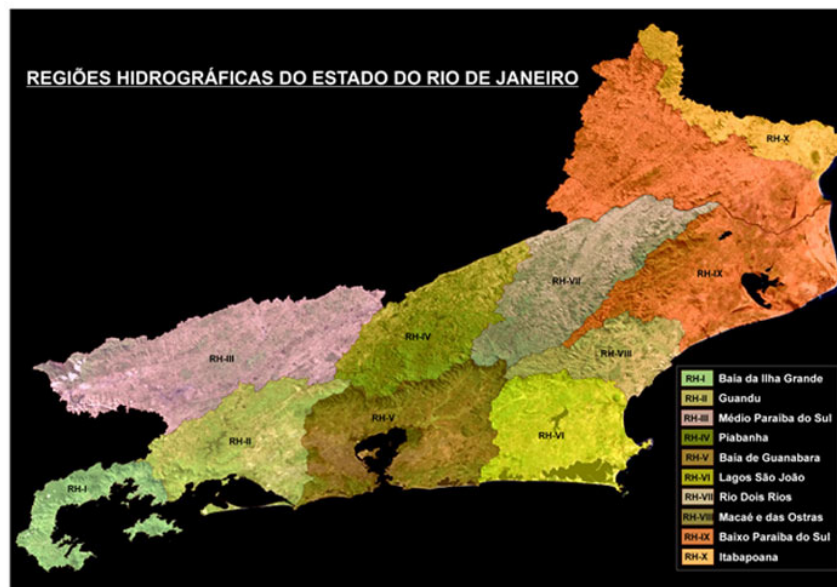 REGIÕES HIDROGRÁFICAS DO ESTADO DO RIO DE JANEIRO
RH-X
RH-IX
RH-VII
RH-IV
RH-VIII
RH-III
RH-V
RH-VI
RH-II
RH-I
RH-I Baia da Ilha Grande
RH-II Guandu
RH-III Médio Paraíba do Sul
RH-IV Piabanha
RH-V Baia de Guanabara
RH-VI Lagos São João
RH-VII Rio Dois Rios
RH-VIII Macaé e das Ostras
RH-IX Baixo Paraíba do Sul
RH-X Itabapoana